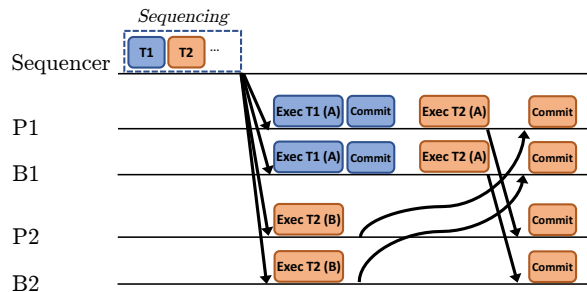 Sequencing
T1 T2 ...
Sequencer
P1 Exec T1 (A) Commit Exec T2 (A) Commit
B1 Exec T1 (A) Commit Exec T2 (A) Commit
P2 Exec T2 (B) Commit
B2 Exec T2 (B) Commit